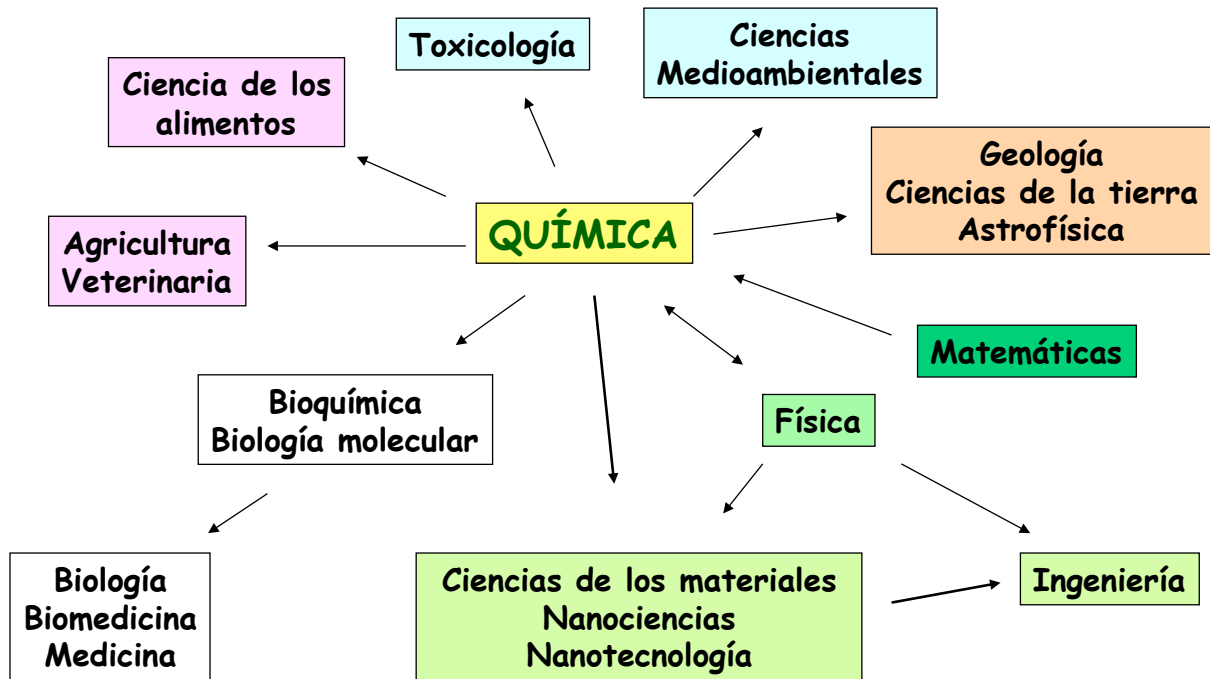 Toxicología
Ciencias
Medioambientales
Ciencia de los
alimentos
Geología
Ciencias de la tierra
Astrofísica
QUÍMICA
Agricultura
Veterinaria
Matemáticas
Bioquímica
Biología molecular
Física
Biología
Biomedicina
Medicina
Ciencias de los materiales
Nanociencias
Nanotecnología
Ingeniería